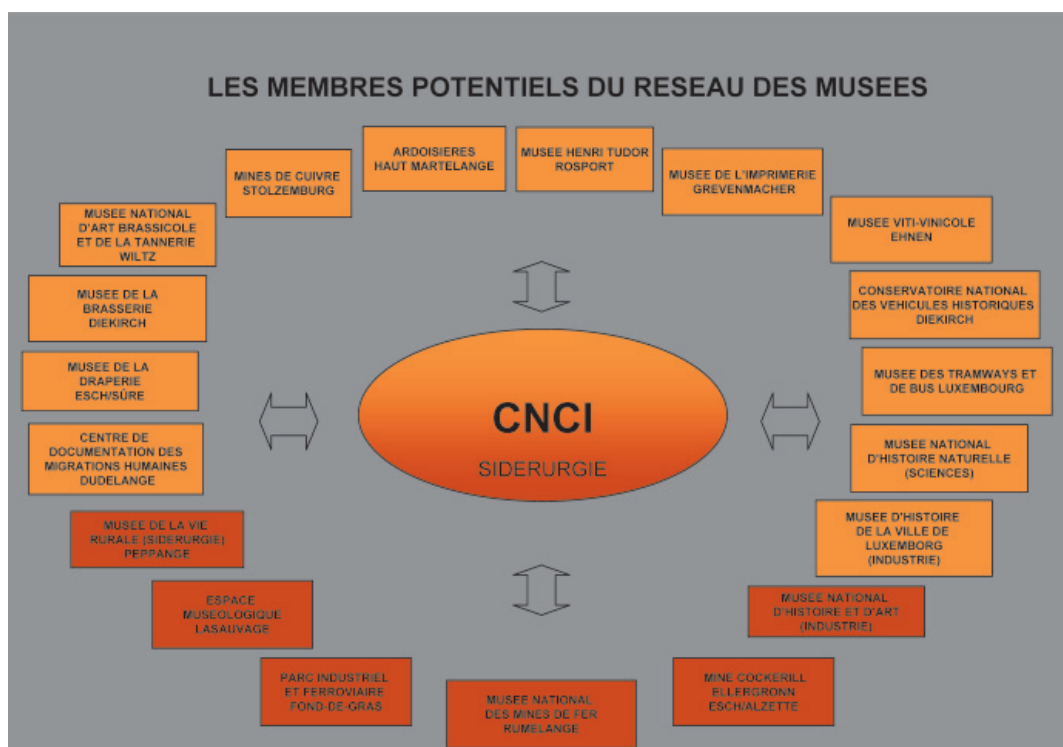 LES MEMBRES POTENTIELS DU RESEAU DES MUSEES
ARDOISIERES
HAUT MARTELANGE
MUSEE HENRI TUDOR
ROSPORT
MINES DE CUIVRE
STOLZEMBURG
MUSEE DE L'IMPRIMERIE
GREVENMACHER
MUSEE NATIONAL
D'ART BRASSICOLE
ET DE LA TANNERIE
WILTZ
MUSEE VITI-VINICOLE
EHNEN
MUSEE DE LA
BRASSERIE
DIEKIRCH
CONSERVATOIRE NATIONAL
DES VEHICULES HISTORIQUES
DIEKIRCH
MUSEE DE LA
DRAPERIE
ESCH/SÛRE
MUSEE DES TRAMWAYS ET
DE BUS LUXEMBOURG
CNCI
SIDERURGIE
CENTRE DE
DOCUMENTATION DES
MIGRATIONS HUMAINES
DUDELANGE
MUSEE NATIONAL
D'HISTOIRE NATURELLE
(SCIENCES)
MUSEE DE LA VIE
RURALE (SIDERURGIE)
PEPPANGE
MUSEE D'HISTOIRE
DE LA VILLE DE
LUXEMBORG
(INDUSTRIE)
ESPACE
MUSEOLOGIQUE
LASAUVAGE
MUSEE NATIONAL
D'HISTOIRE ET D'ART
(INDUSTRIE)
PARC INDUSTRIEL
ET FERROVIAIRE
FOND-DE-GRAS
MUSEE NATIONAL
DES MINES DE FER
RUMELANGE
MINE COCKERILL
ELLERGRONN
ESCH/ALZETTE